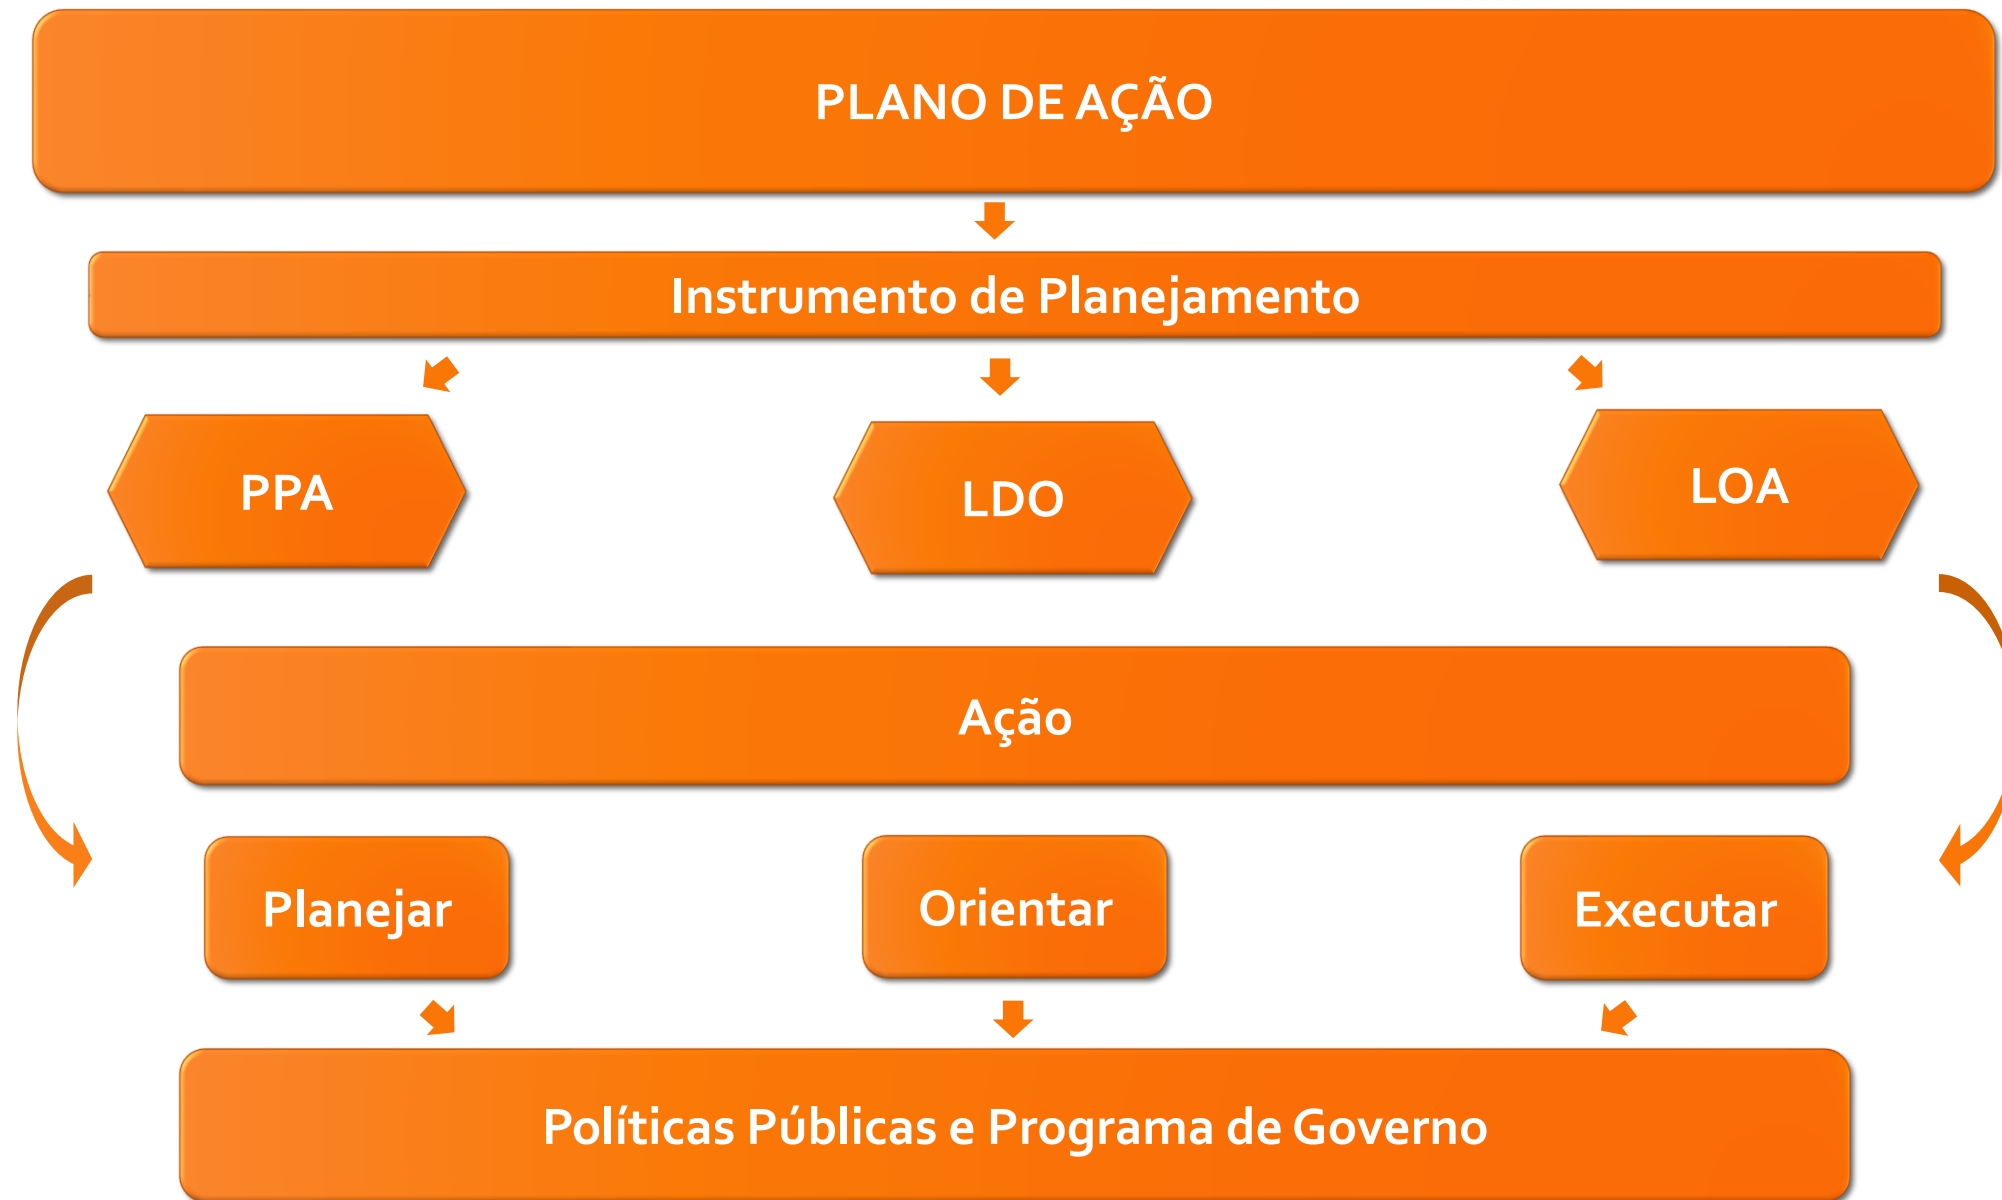 PLANO DE AÇÃO
Instrumento de Planejamento
PPA
LDO
LOA
Ação
Planejar
Orientar
Executar
Políticas Públicas e Programa de Governo